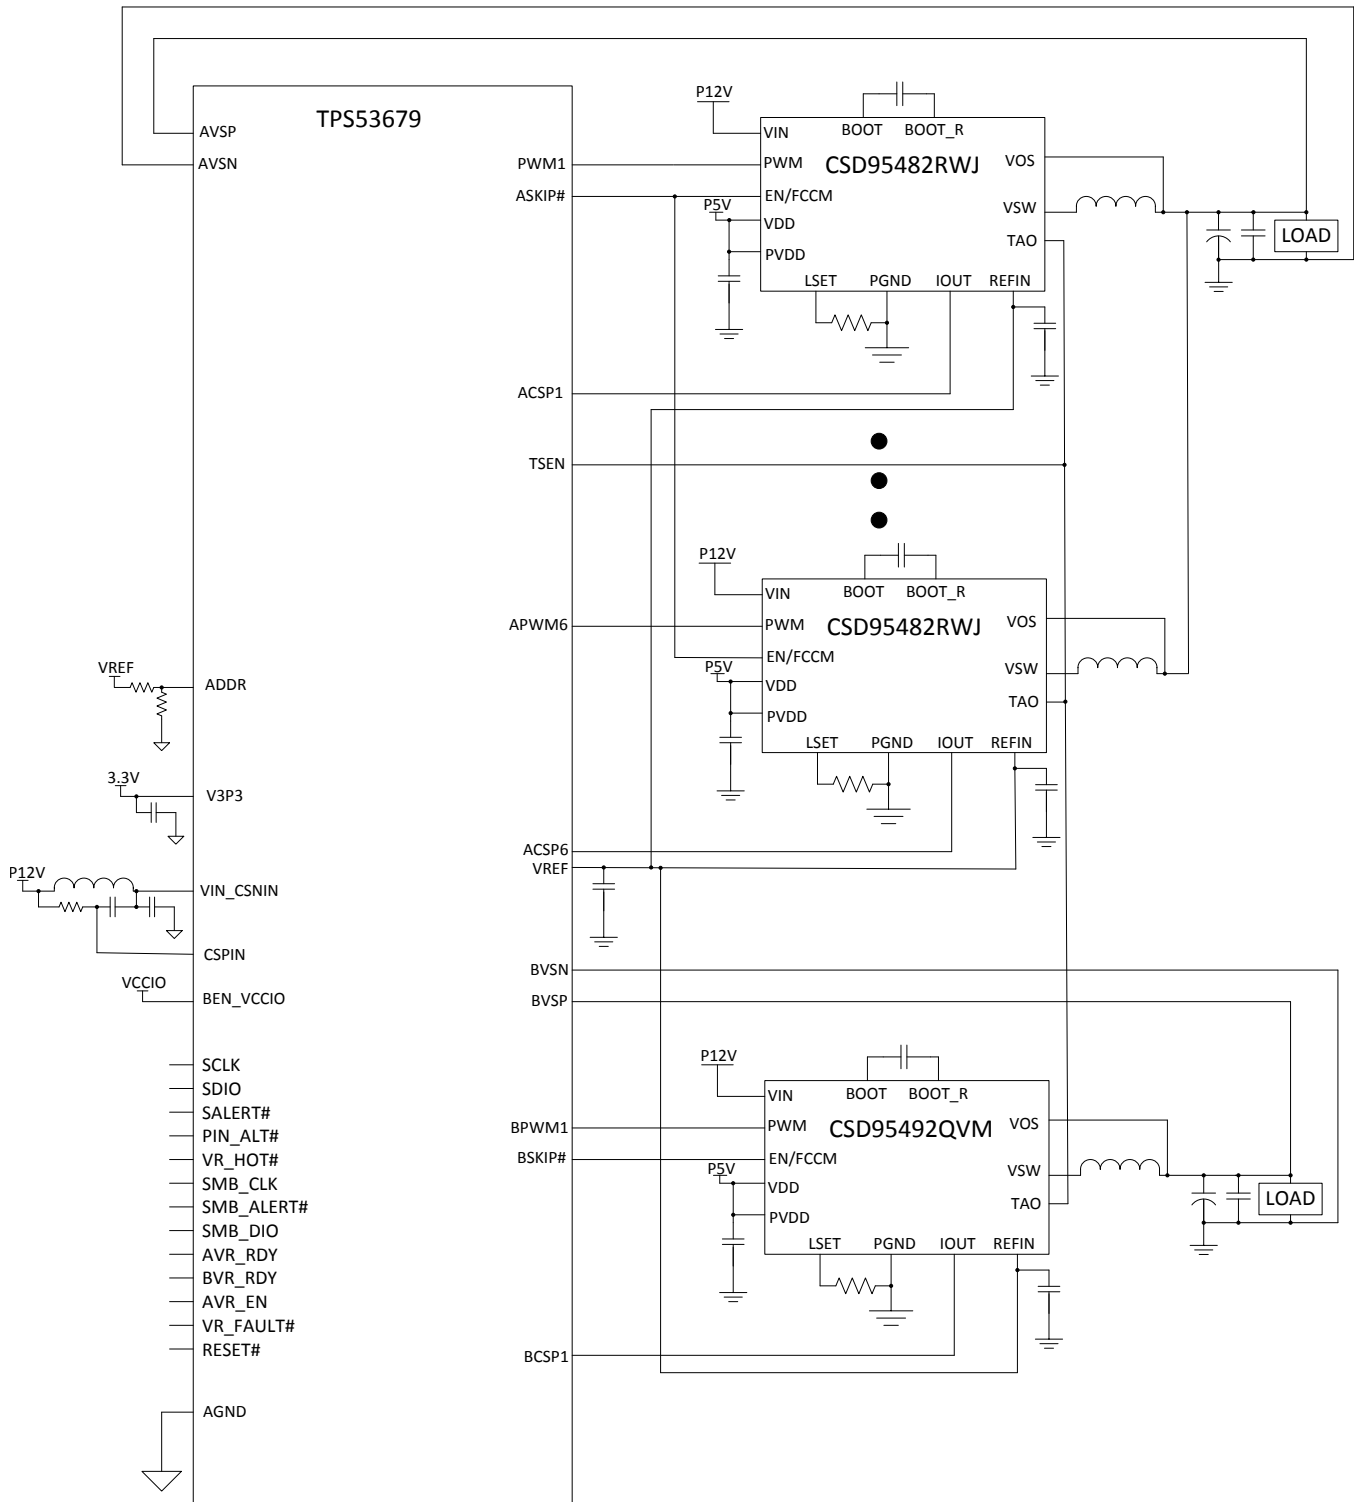 TPS53679
AVSP
AVSN
PWM1
ASKIP#
ACSP1
TSEN
APWM6
ACSP6
VREF
BVSN
BVSP
BPWM1
BSKIP#
BCSP1
VREF
ADDR
3.3V
V3P3
P12V
VIN_CSNIN
CSPIN
VCCIO
BEN_VCCIO
SCLK
SDIO
SALERT#
PIN_ALT#
VR_HOT#
SMB_CLK
SMB_ALERT#
SMB_DIO
AVR_RDY
BVR_RDY
AVR_EN
VR_FAULT#
RESET#
AGND
P12V
BOOT BOOT_R
VIN
CSD95482RWJ
VOS
PWM
EN/FCCM
P5V
VSW
VDD
TAO
PVDD
LSET PGND IOUT REFIN
LOAD
P12V
BOOT BOOT_R
VIN
CSD95482RWJ
VOS
PWM
EN/FCCM
P5V
VSW
VDD
TAO
PVDD
LSET PGND IOUT REFIN
P12V
BOOT BOOT_R
VIN
CSD95492QVM
VOS
PWM
EN/FCCM
P5V
VSW
VDD
TAO
PVDD
LSET PGND IOUT REFIN
LOAD